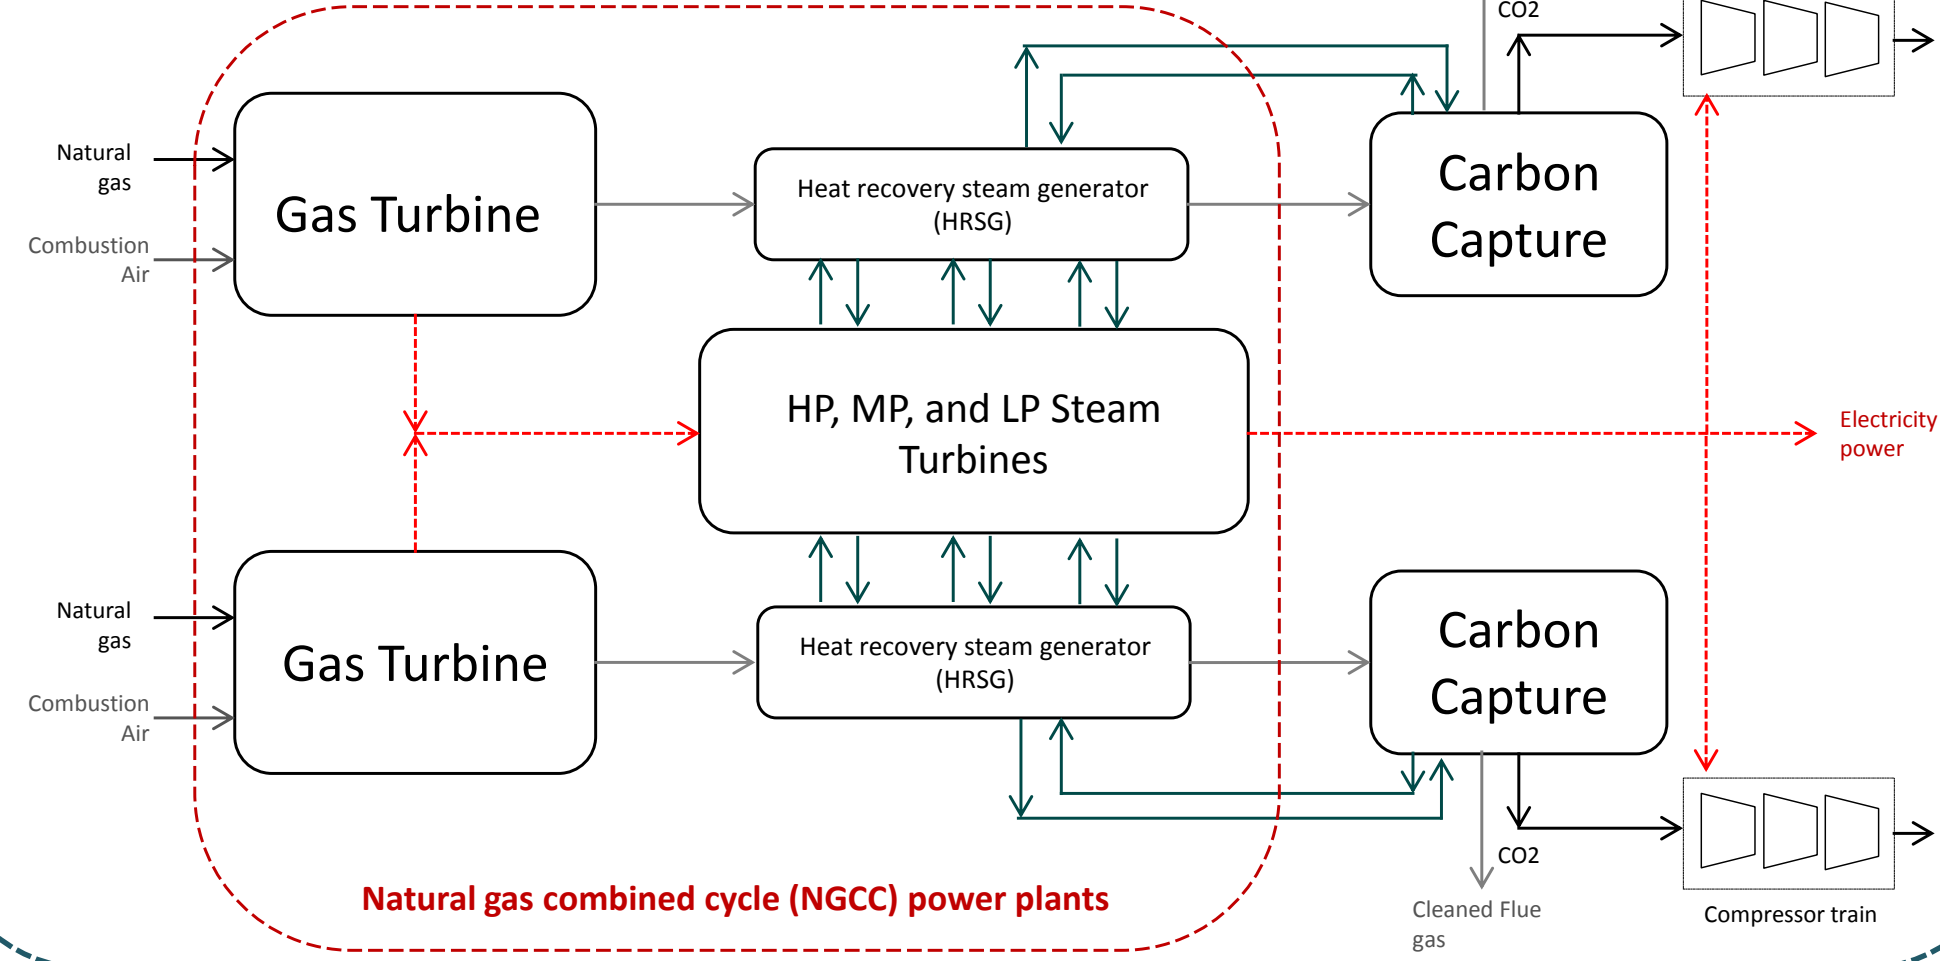 CO2
Natural
gas
Combustion
Air
Gas Turbine
Heat recovery steam generator
(HRSG)
Carbon
Capture
HP, MP, and LP Steam
Turbines
Electricity
power
Natural
gas
Combustion
Air
Gas Turbine
Heat recovery steam generator
(HRSG)
Carbon
Capture
CO2
Natural gas combined cycle (NGCC) power plants
Cleaned Flue
gas
Compressor train